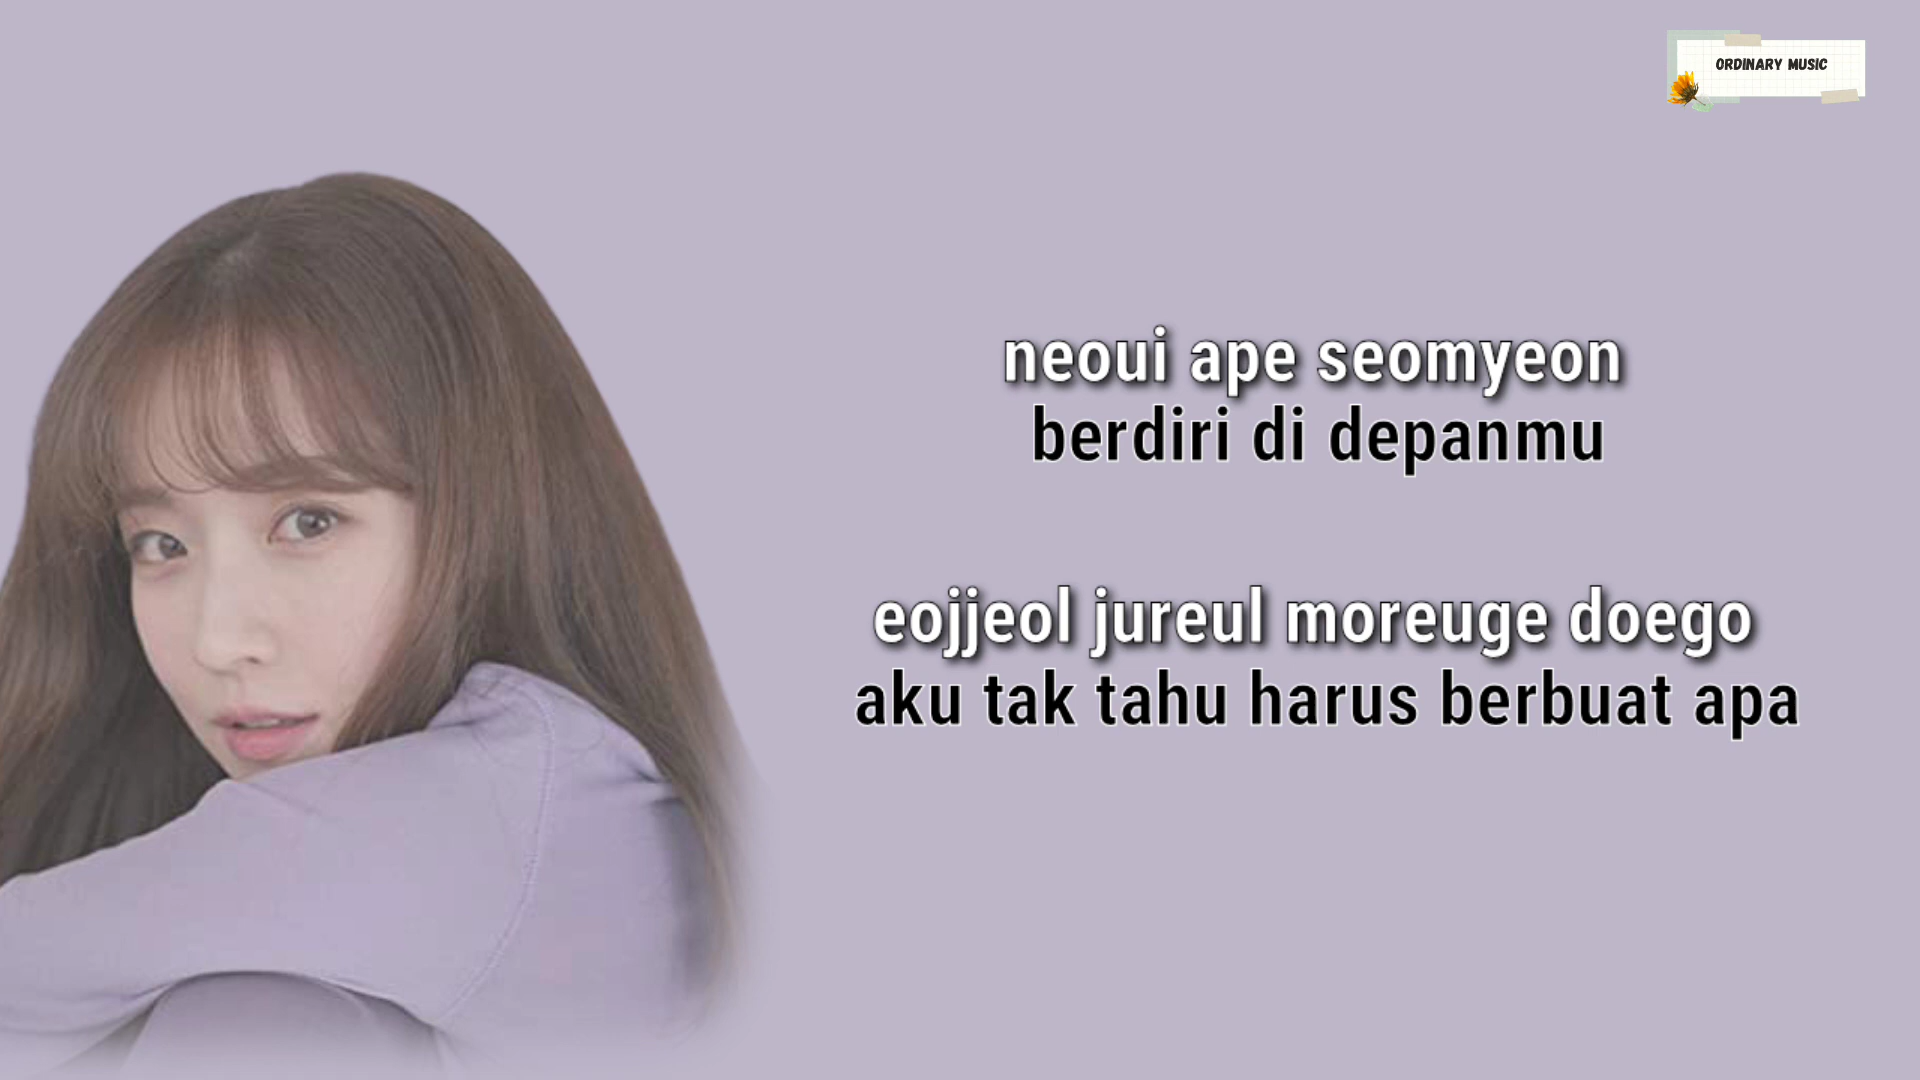 ORDINARY MUSIC
neoui ape seomyeon
berdiri di depanmu
eojjeol jureul moreuge doego
aku tak tahu harus berbuat apa